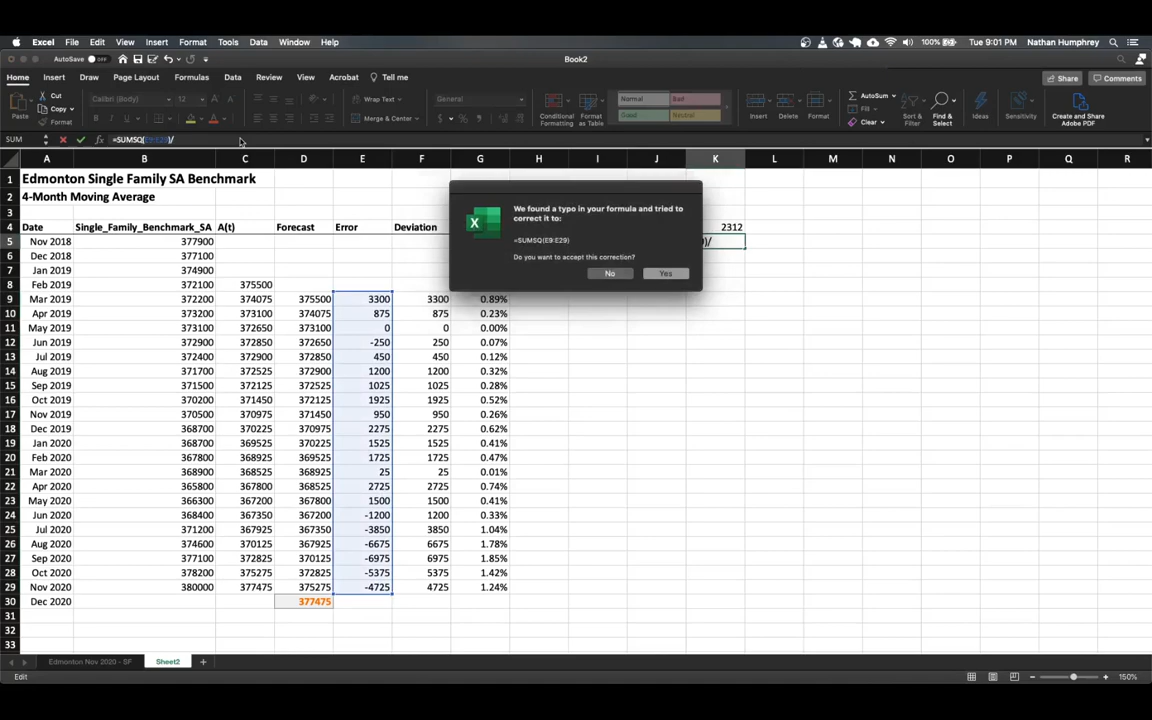 Excel File Edit View Insert Format Tools Data Window Help 100% Tue 9:01 PM Nathan Humphrey
AutoSave OFF Book2
Home Insert Draw Page Layout Formulas Data Review View Acrobat Tell me Share Comments
Paste Cut Copy Format Calibri (Body) 12 Wrap Text Merge & Center General Conditional Formatting Format as Table Normal Bad Good Neutral Insert Delete Format AutoSum Fill Clear Sort & Filter Find & Select Ideas Sensitivity Create and Share Adobe PDF
SUM fx =SUMSQ(E9:E29)/
A B C D E F G H I J K L M N O P Q R
1 Edmonton Single Family SA Benchmark
2 4-Month Moving Average
3
4 Date Single_Family_Benchmark_SA A(t) Forecast Error Deviation 2312
5 Nov 2018 377900 )/
6 Dec 2018 377100
7 Jan 2019 374900
8 Feb 2019 372100 375500
9 Mar 2019 372200 374075 375500 3300 3300 0.89%
10 Apr 2019 373200 373100 374075 875 875 0.23%
11 May 2019 373100 372650 373100 0 0 0.00%
12 Jun 2019 372900 372850 372650 -250 250 0.07%
13 Jul 2019 372400 372900 372850 450 450 0.12%
14 Aug 2019 371700 372525 372900 1200 1200 0.32%
15 Sep 2019 371500 372125 372525 1025 1025 0.28%
16 Oct 2019 370200 371450 372125 1925 1925 0.52%
17 Nov 2019 370500 370975 371450 950 950 0.26%
18 Dec 2019 368700 370225 370975 2275 2275 0.62%
19 Jan 2020 368700 369525 370225 1525 1525 0.41%
20 Feb 2020 367800 368925 369525 1725 1725 0.47%
21 Mar 2020 368900 368525 368925 25 25 0.01%
22 Apr 2020 365800 367800 368525 2725 2725 0.74%
23 May 2020 366300 367200 367800 1500 1500 0.41%
24 Jun 2020 368400 367350 367200 -1200 1200 0.33%
25 Jul 2020 371200 367925 367350 -3850 3850 1.04%
26 Aug 2020 374600 370125 367925 -6675 6675 1.78%
27 Sep 2020 377100 372825 370125 -6975 6975 1.85%
28 Oct 2020 378200 375275 372825 -5375 5375 1.42%
29 Nov 2020 380000 377475 375275 -4725 4725 1.24%
30 Dec 2020 377475
31
32
33
We found a typo in your formula and tried to
correct it to:
=SUMSQ(E9:E29)
Do you want to accept this correction?
No Yes
Edmonton Nov 2020 - SF Sheet2 +
Edit 150%